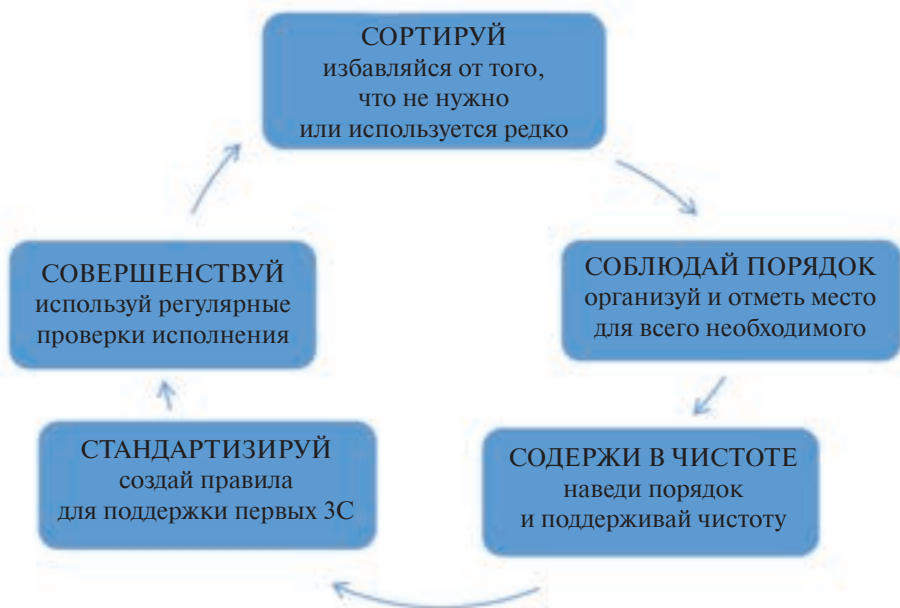 СОРТИРУЙ
избавляйся от того,
что не нужно
или используется редко
СОБЛЮДАЙ ПОРЯДОК
организуй и отметь место
для всего необходимого
СОДЕРЖИ В ЧИСТОТЕ
наведи порядок
и поддерживай чистоту
СТАНДАРТИЗИРУЙ
создай правила
для поддержки первых 3С
СОВЕРШЕНСТВУЙ
используй регулярные
проверки исполнения